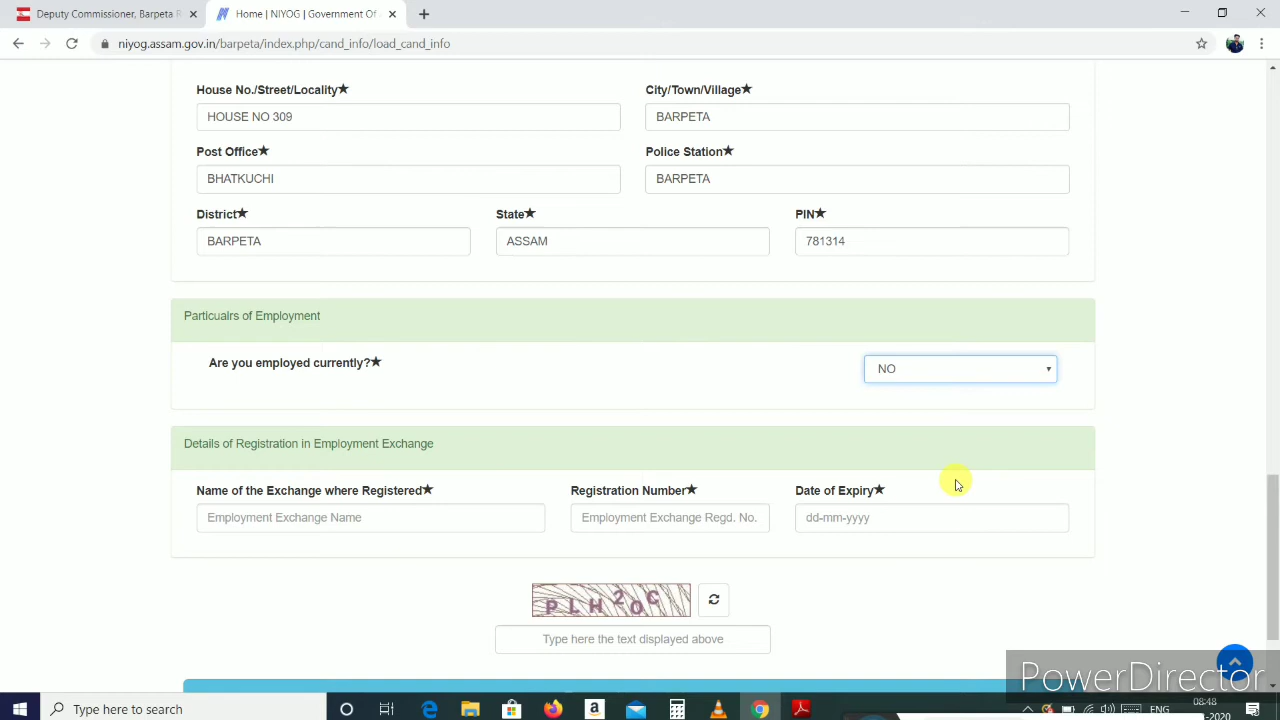 Deputy Commissioner, Barpeta R
Home | NIYOG | Government Of
niyog.assam.gov.in/barpeta/index.php/cand_info/load_cand_info
House No./Street/Locality★ City/Town/Village★
HOUSE NO 309 BARPETA
Post Office★ Police Station★
BHATKUCHI BARPETA
District★ State★ PIN★
BARPETA ASSAM 781314
Particuairs of Employment
Are you employed currently?★ NO
Details of Registration in Employment Exchange
Name of the Exchange where Registered★ Registration Number★ Date of Expiry★
Employment Exchange Name Employment Exchange Regd. No. dd-mm-yyyy
PLH2OC
Type here the text displayed above
PowerDirector
Type here to search
ENG
08:48
-2020